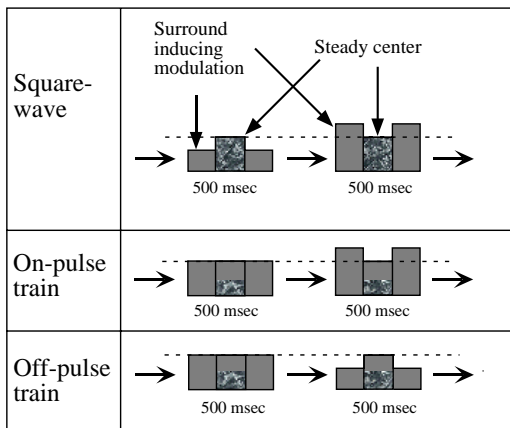 Square-
wave
Surround
inducing
modulation
Steady center
500 msec
500 msec
On-pulse
train
500 msec
500 msec
Off-pulse
train
500 msec
500 msec